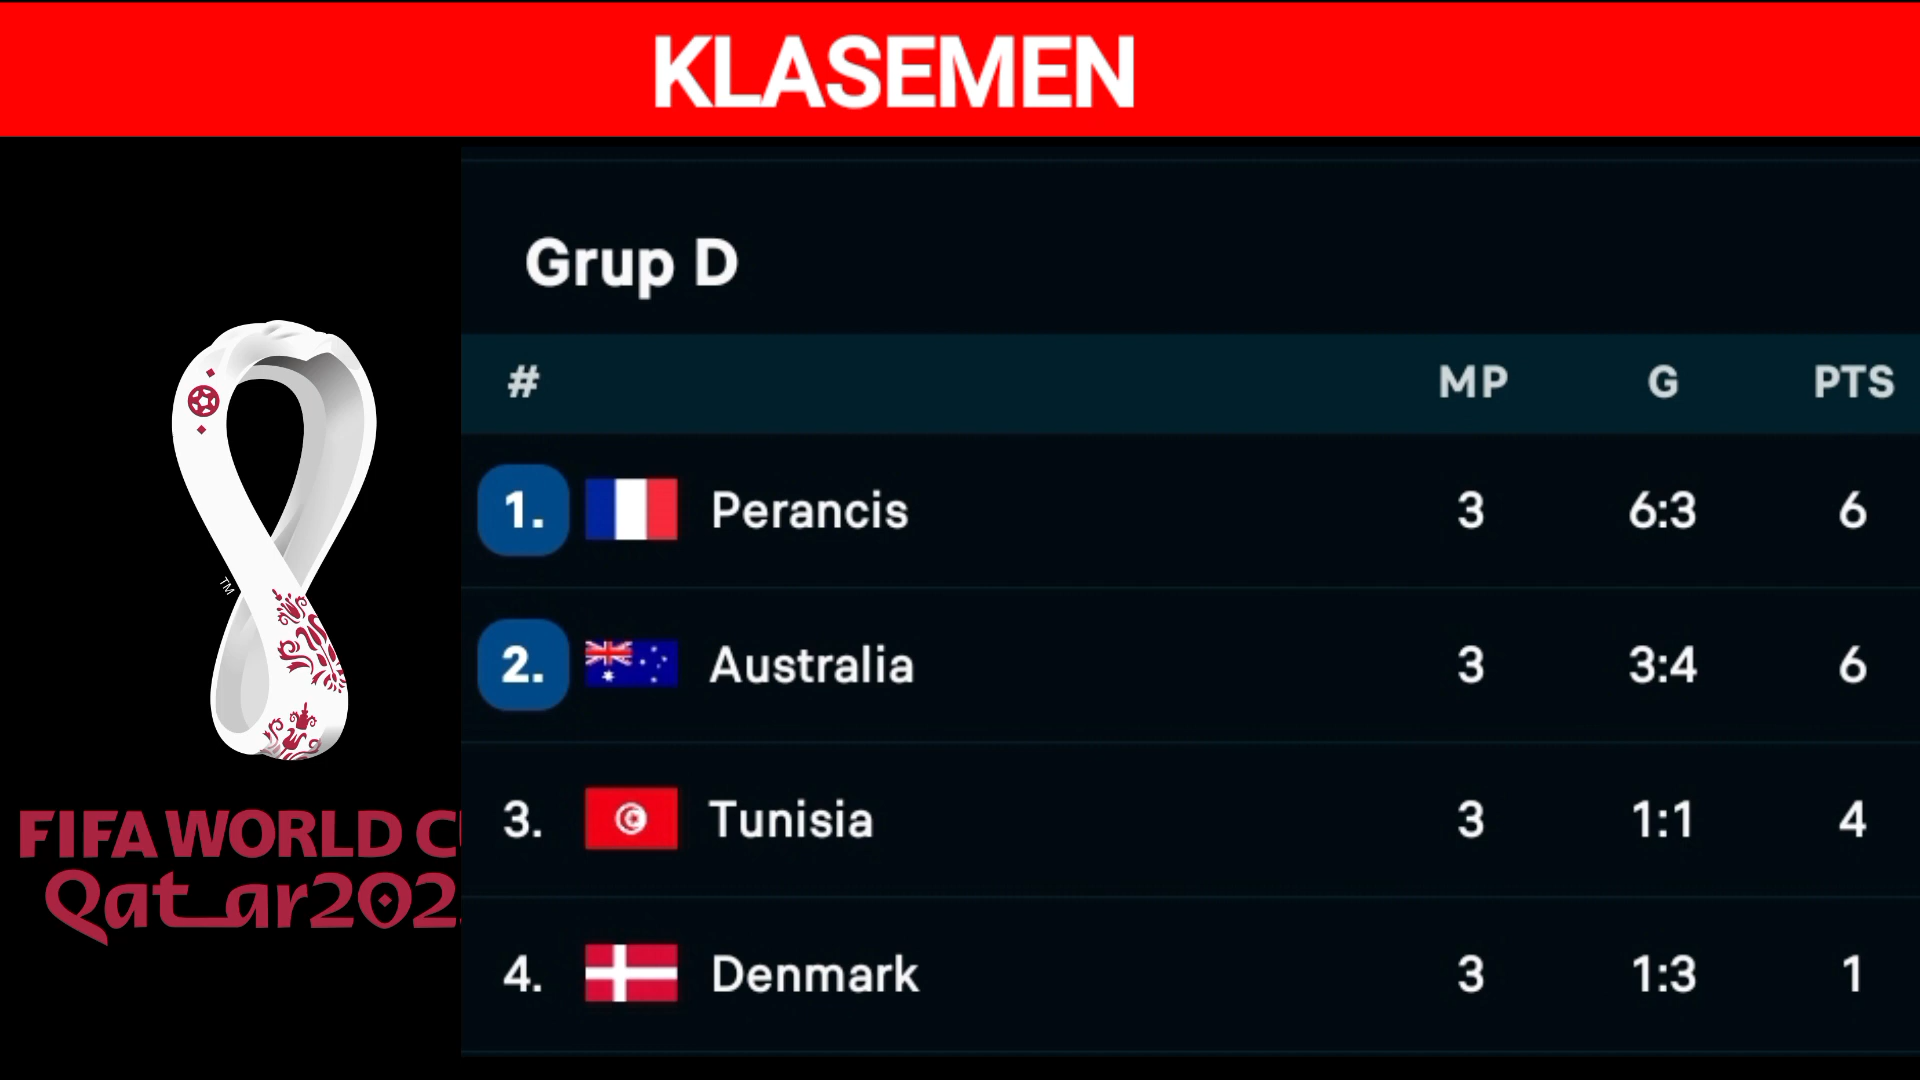 KLASEMEN
Grup D
# MP G PTS
1. Perancis 3 6:3 6
2. Australia 3 3:4 6
3. Tunisia 3 1:1 4
4. Denmark 3 1:3 1
TM
FIFA WORLD C
Qatar202